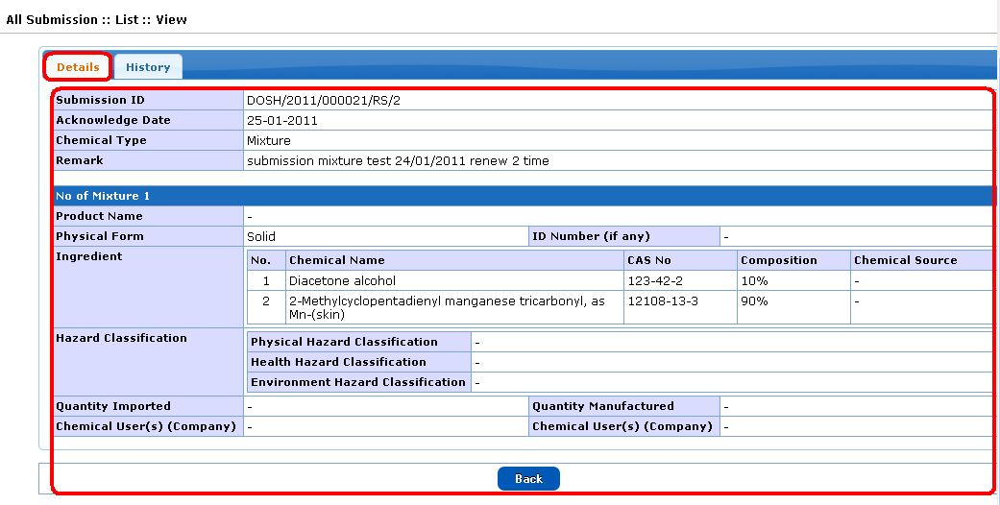 All Submission :: List :: View
Details History
Submission ID DOSH/2011/000021/RS/2
Acknowledge Date 25-01-2011
Chemical Type Mixture
Remark submission mixture test 24/01/2011 renew 2 time
No of Mixture 1
Product Name -
Physical Form Solid ID Number (if any) -
Ingredient No. Chemical Name CAS No Composition Chemical Source
1 Diacetone alcohol 123-42-2 10% -
2 2-Methylcyclopentadienyl manganese tricarbonyl, as 12108-13-3 90% -
Mn-(skin)
Hazard Classification Physical Hazard Classification -
Health Hazard Classification -
Environment Hazard Classification -
Quantity Imported - Quantity Manufactured -
Chemical User(s) (Company) - Chemical User(s) (Company) -
Back